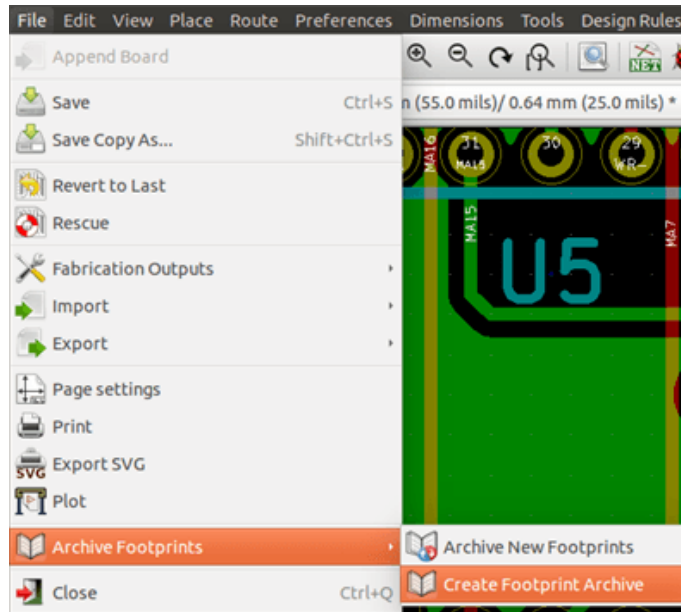 File Edit View Place Route Preferences Dimensions Tools Design Rules
Append Board
NET
Save Ctrl+S
(55.0 mils)/ 0.64 mm (25.0 mils) *
Save Copy As... Shift+Ctrl+S
31 30 29
MA16 MA15 WR-
Revert to Last
Rescue
MA15 MA7
U5
Fabrication Outputs
Import
Export
Page settings
Print
SVG Export SVG
Plot
Archive Footprints
Archive New Footprints
Close Ctrl+Q
Create Footprint Archive